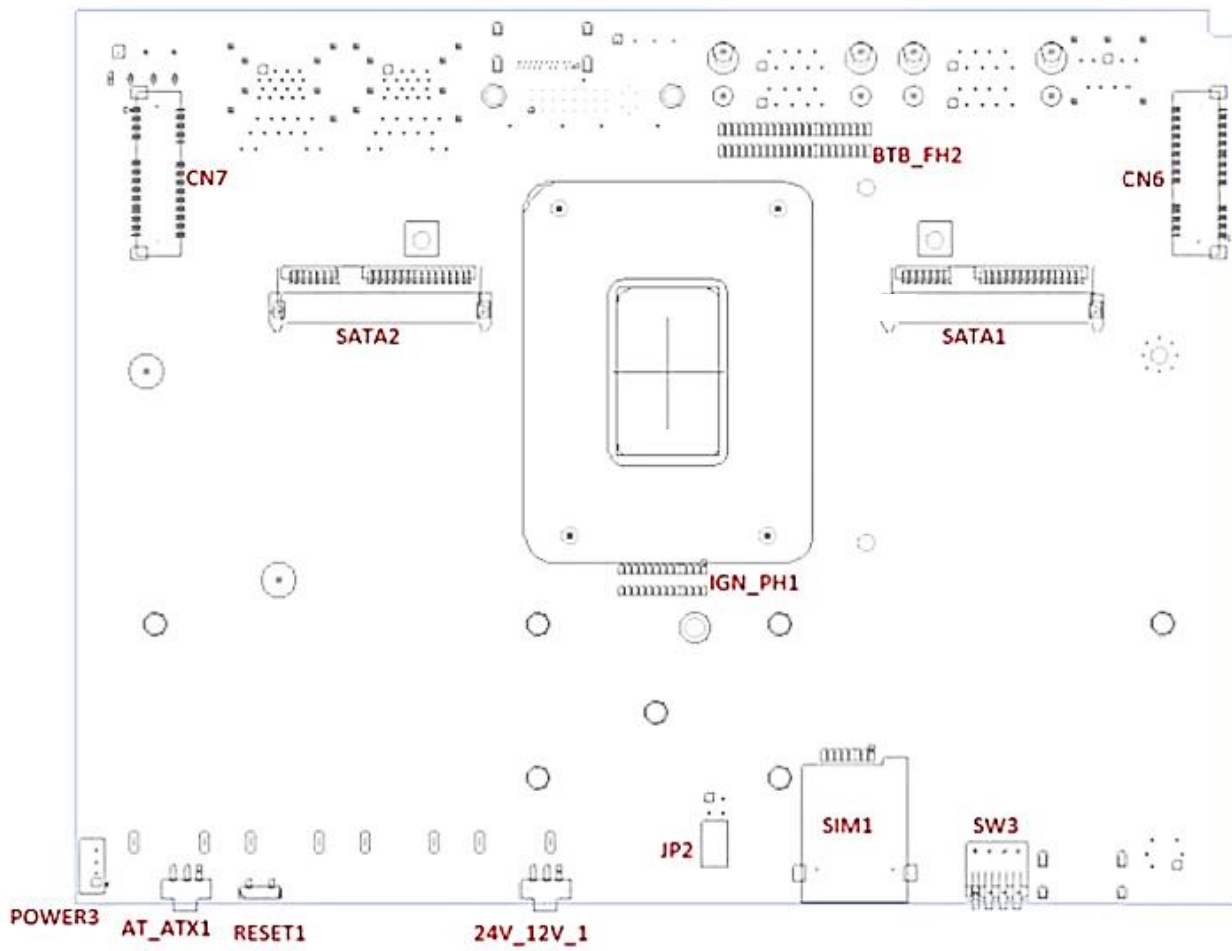 BTB_FH2
CN7
CN6
SATA2
SATA1
IGN_PH1
SIM1
SW3
JP2
POWER3
AT_ATX1
RESET1
24V_12V_1